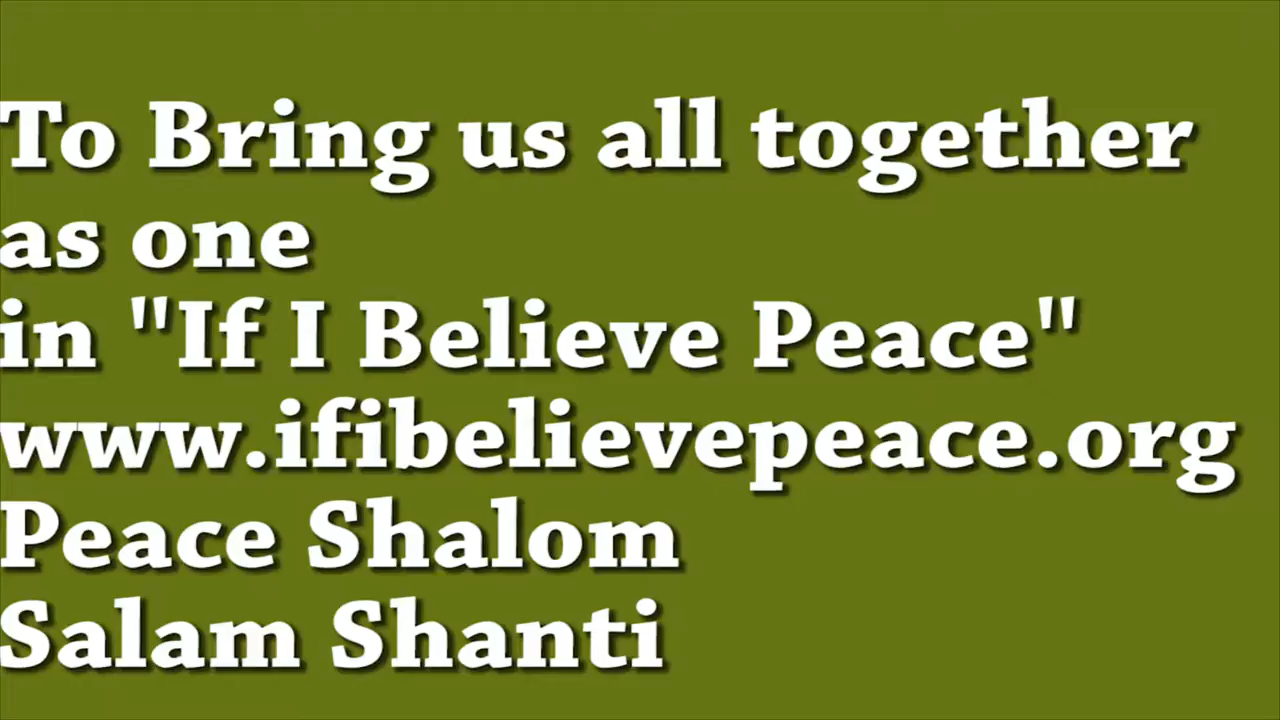 To Bring us all together
as one
in "If I Believe Peace"
www.ifibelievepeace.org
Peace Shalom
Salam Shanti